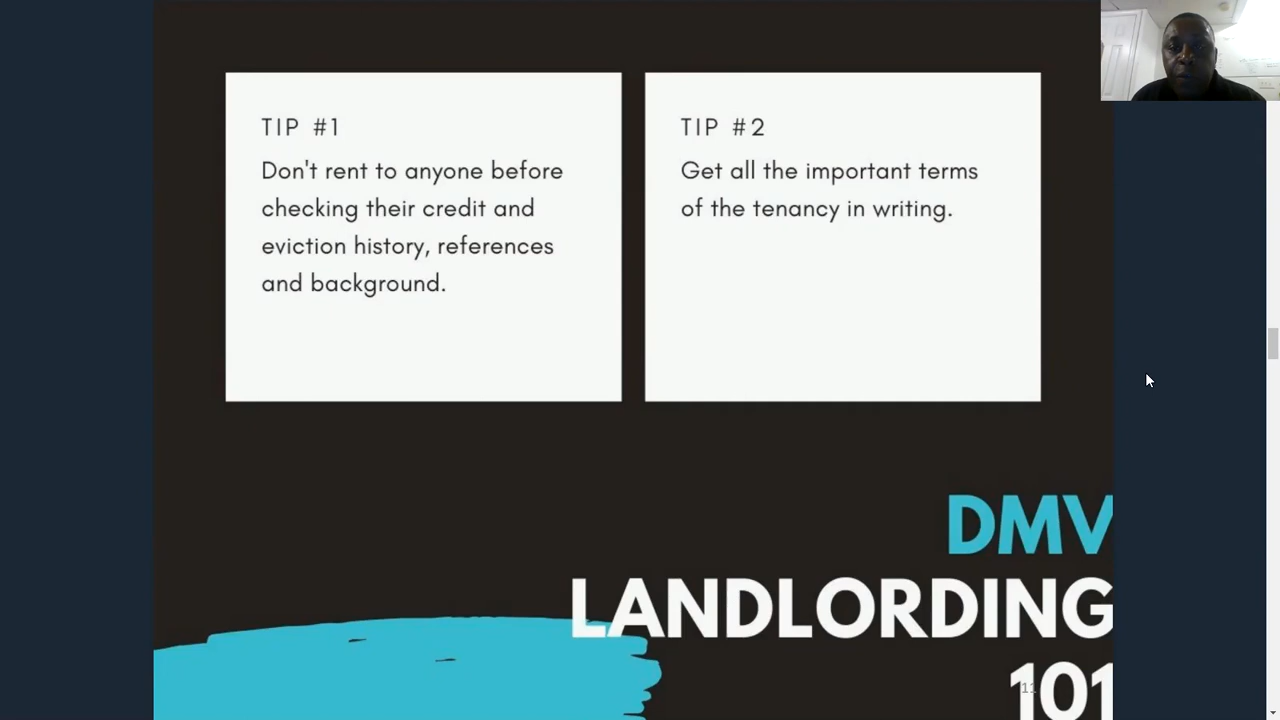 TIP #1
Don't rent to anyone before
checking their credit and
eviction history, references
and background.
TIP #2
Get all the important terms
of the tenancy in writing.
DMV
LANDLORDING
101
11